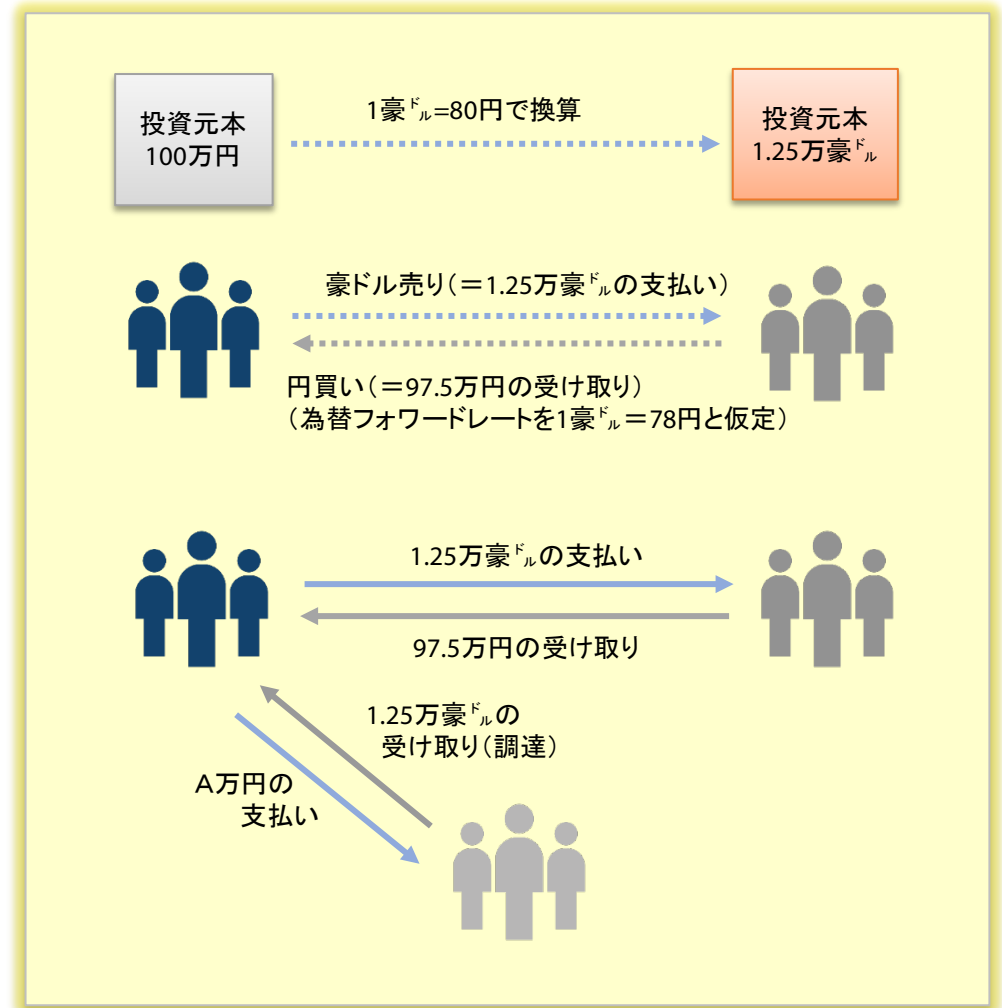 投資元本
100万円
1豪㌦=80円で換算
投資元本
1.25万豪㌦
豪ドル売り(=1.25万豪㌦の支払い)
円買い(=97.5万円の受け取り)
(為替フォワードレートを1豪㌦=78円と仮定)
1.25万豪㌦の支払い
97.5万円の受け取り
1.25万豪㌦の
受け取り(調達)
A万円の
支払い